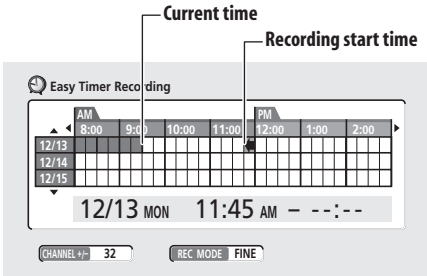 Current time
Recording start time
Easy Timer Recording
AM PM
8:00 9:00 10:00 11:00 12:00 1:00 2:00
12/13
12/14
12/15
12/13 MON 11:45 AM – --:--
CHANNEL +/– 32 REC MODE FINE